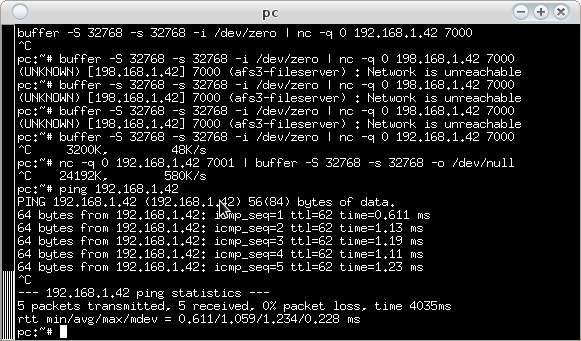 pc
buffer -S 32768 -s 32768 -i /dev/zero | nc -q 0 192.168.1.42 7000
^C
pc:~# buffer -S 32768 -s 32768 -i /dev/zero | nc -q 0 198.168.1.42 7000
(UNKNOWN) [198.168.1.42] 7000 (afs3-fileserver) : Network is unreachable
pc:~# buffer -S 32768 -s 32768 -i /dev/zero | nc -q 0 198.168.1.42 7000
(UNKNOWN) [198.168.1.42] 7000 (afs3-fileserver) : Network is unreachable
pc:~# buffer -S 32768 -s 32768 -i /dev/zero | nc -q 0 198.168.1.42 7000
(UNKNOWN) [198.168.1.42] 7000 (afs3-fileserver) : Network is unreachable
pc:~# buffer -S 32768 -s 32768 -i /dev/zero | nc -q 0 192.168.1.42 7000
^C    3200K,        48K/s
pc:~# nc -q 0 192.168.1.42 7001 | buffer -S 32768 -s 32768 -o /dev/null
^C   24192K,       580K/s
pc:~# ping 192.168.1.42
PING 192.168.1.42 (192.168.1.42) 56(84) bytes of data.
64 bytes from 192.168.1.42: icmp_seq=1 ttl=62 time=0.611 ms
64 bytes from 192.168.1.42: icmp_seq=2 ttl=62 time=1.13 ms
64 bytes from 192.168.1.42: icmp_seq=3 ttl=62 time=1.19 ms
64 bytes from 192.168.1.42: icmp_seq=4 ttl=62 time=1.11 ms
64 bytes from 192.168.1.42: icmp_seq=5 ttl=62 time=1.23 ms
^C
--- 192.168.1.42 ping statistics ---
5 packets transmitted, 5 received, 0% packet loss, time 4035ms
rtt min/avg/max/mdev = 0.611/1.059/1.234/0.228 ms
pc:~#